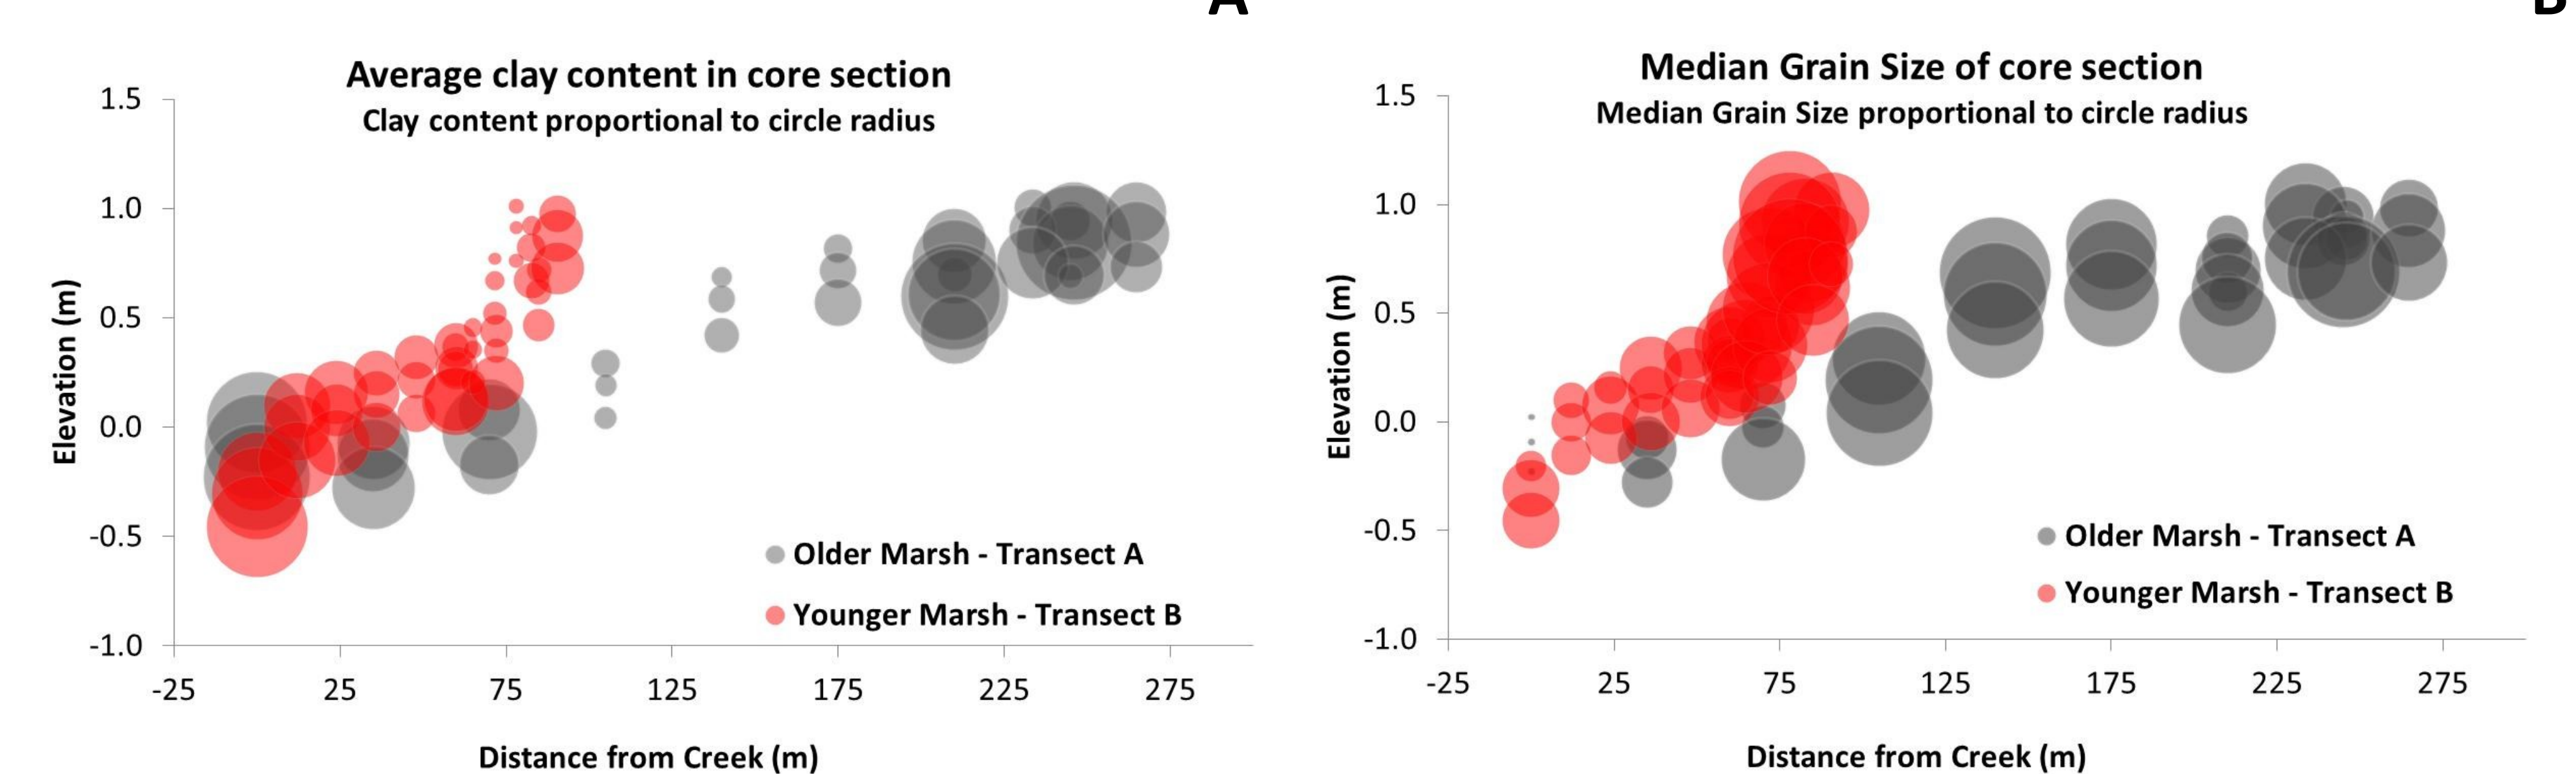 A
B
Average clay content in core section
Clay content proportional to circle radius
1.5
1.0
0.5
0.0
-0.5
-1.0
Elevation (m)
Older Marsh - Transect A
Younger Marsh - Transect B
-25 25 75 125 175 225 275
Distance from Creek (m)
Median Grain Size of core section
Median Grain Size proportional to circle radius
1.5
1.0
0.5
0.0
-0.5
-1.0
Elevation (m)
Older Marsh - Transect A
Younger Marsh - Transect B
-25 25 75 125 175 225 275
Distance from Creek (m)